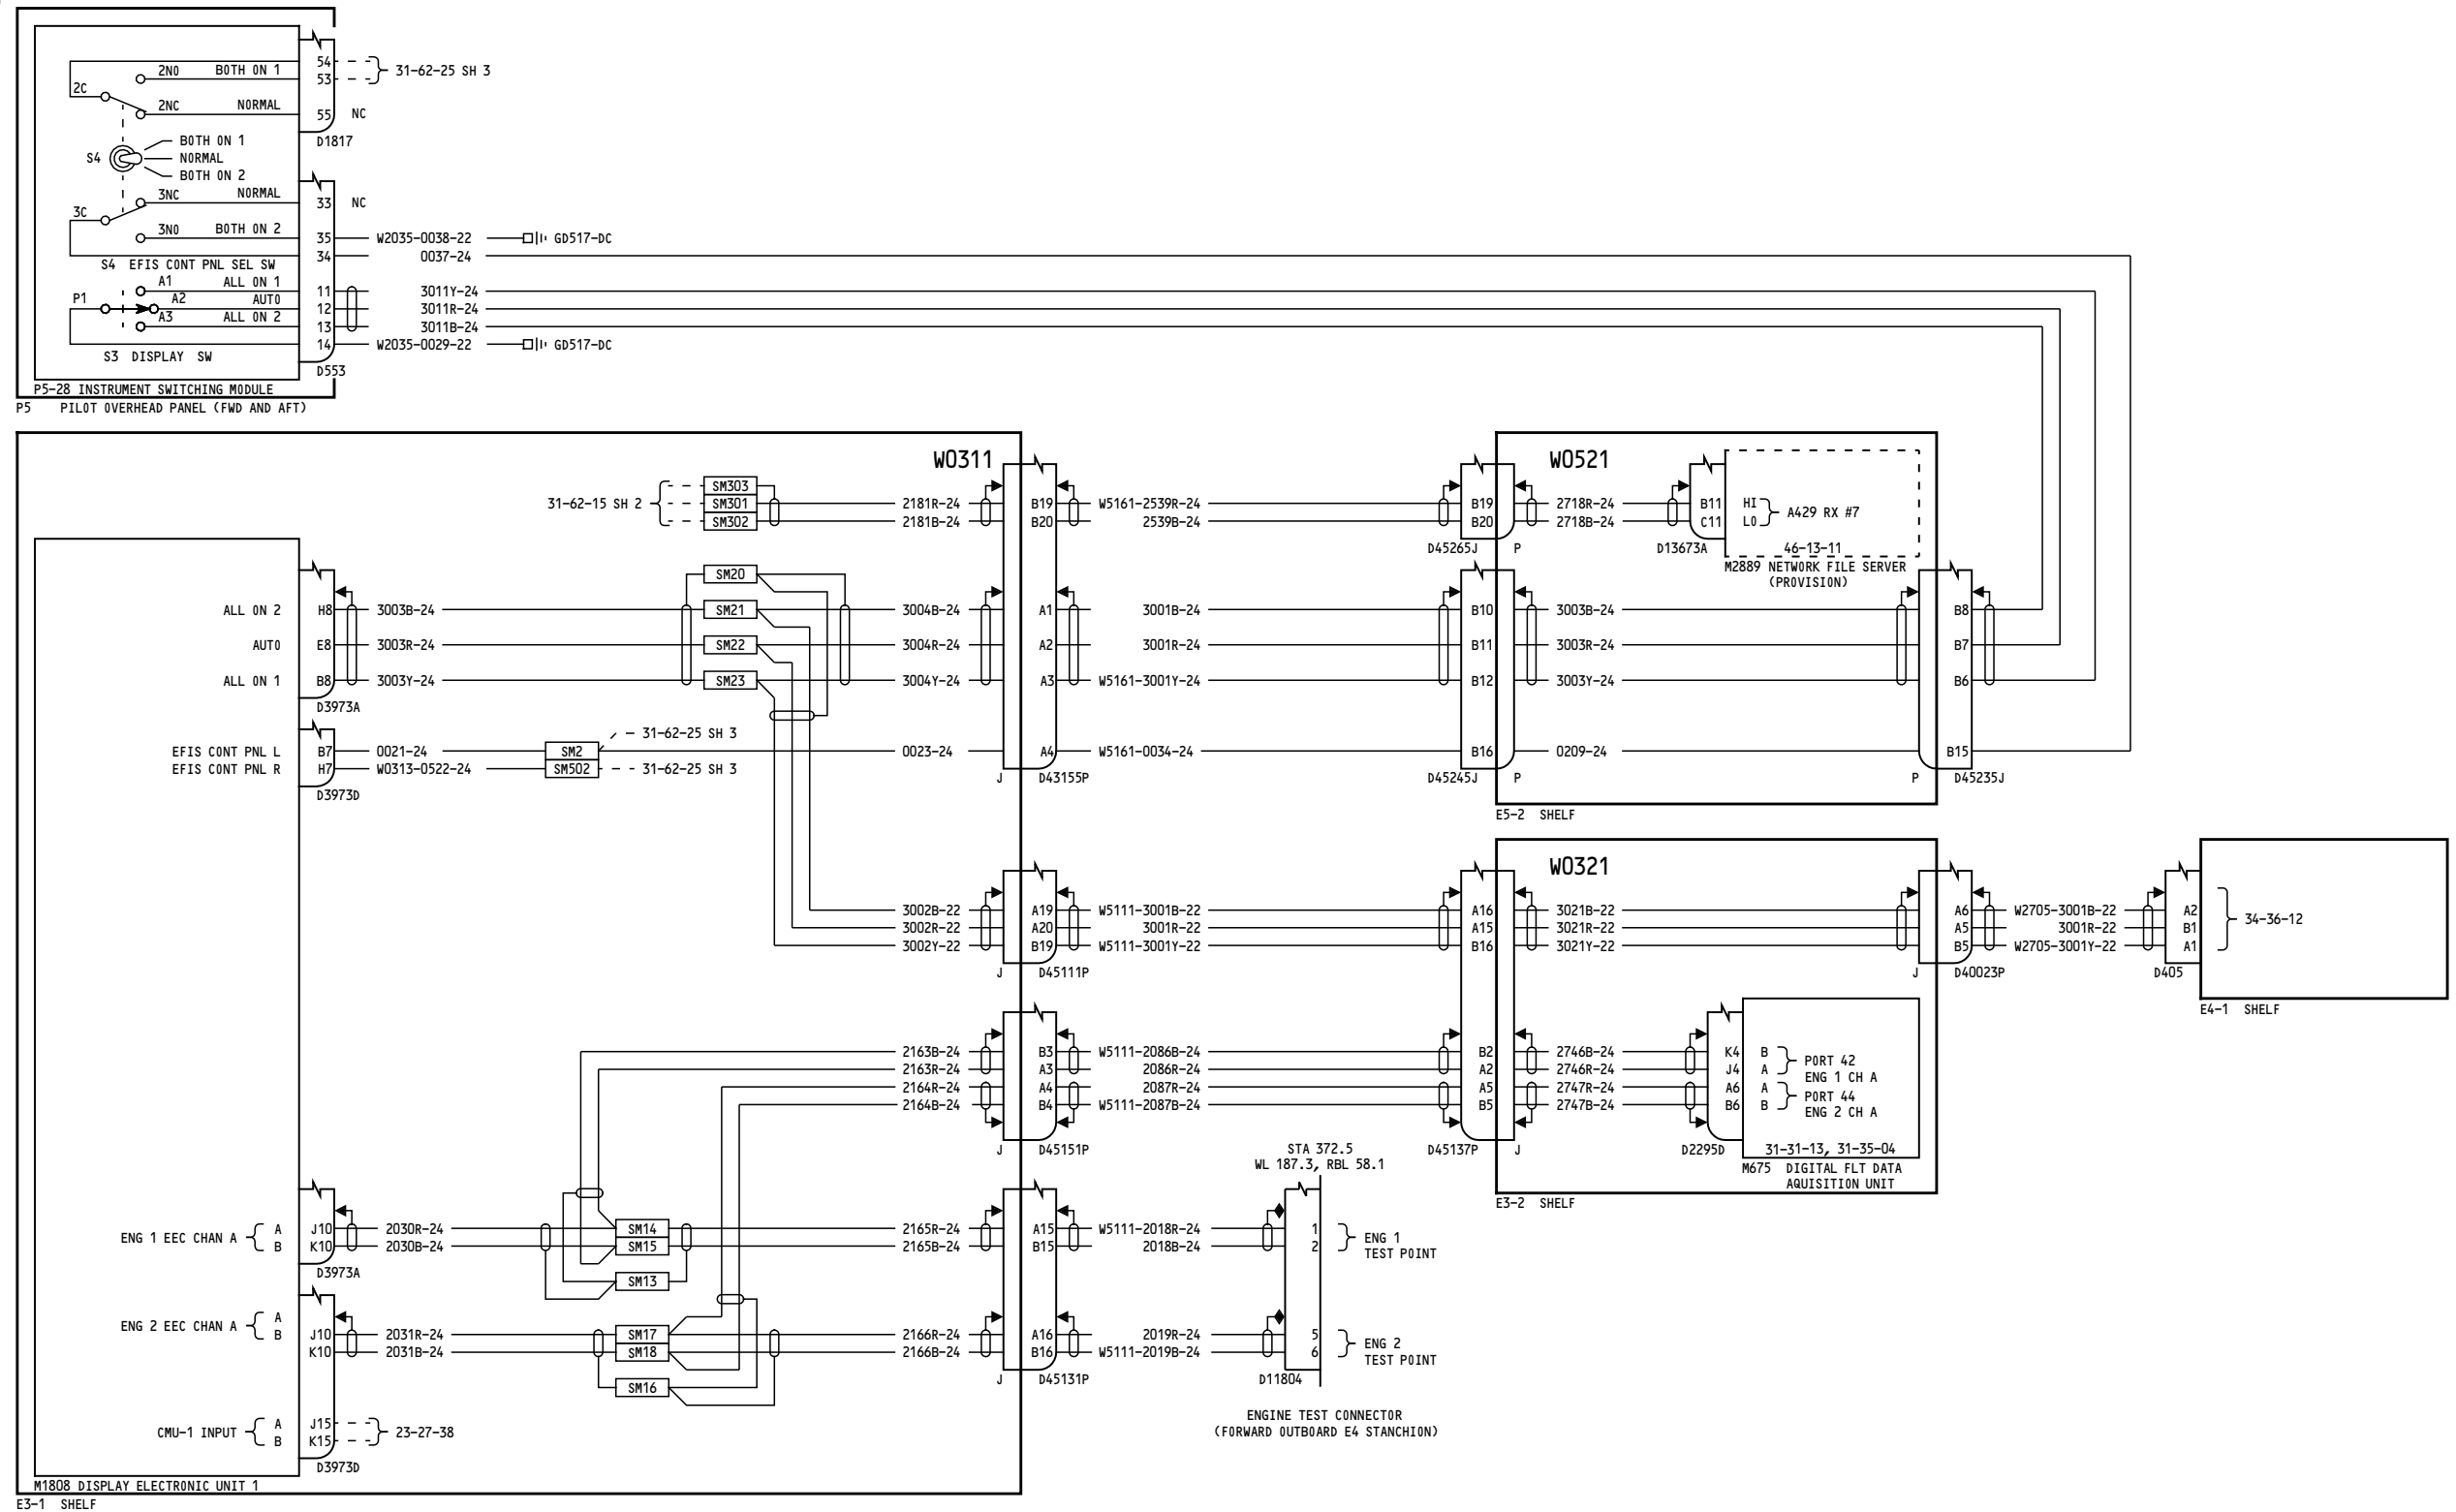 54
2NO BOTH ON 1 53 31-62-25 SH 3
2C
2NC NORMAL 55 NC
D1817
BOTH ON 1
S4 NORMAL
BOTH ON 2
3NC NORMAL 33 NC
3C
3NO BOTH ON 2 35 W2035-0038-22 GD517-DC
34 0037-24
S4 EFIS CONT PNL SEL SW
A1 ALL ON 1 11 3011Y-24
P1 A2 AUTO 12 3011R-24
A3 ALL ON 2 13 3011B-24
14 W2035-0029-22 GD517-DC
S3 DISPLAY SW
D553
P5-28 INSTRUMENT SWITCHING MODULE
P5 PILOT OVERHEAD PANEL (FWD AND AFT)
W0311 W0521
SM303
31-62-15 SH 2 SM301 2181R-24 B19 W5161-2539R-24 B19 2718R-24 B11 HI A429 RX #7
SM302 2181B-24 B20 2539B-24 B20 2718B-24 C11 LO
D45265J P D13673A 46-13-11
M2889 NETWORK FILE SERVER
(PROVISION)
SM20
ALL ON 2 H8 3003B-24 SM21 3004B-24 A1 3001B-24 B10 3003B-24 B8
AUTO E8 3003R-24 SM22 3004R-24 A2 3001R-24 B11 3003R-24 B7
ALL ON 1 B8 3003Y-24 SM23 3004Y-24 A3 W5161-3001Y-24 B12 3003Y-24 B6
D3973A
31-62-25 SH 3
EFIS CONT PNL L B7 0021-24 SM2 0023-24 A4 W5161-0034-24 B16 0209-24 B15
EFIS CONT PNL R H7 W0313-0522-24 SM502 31-62-25 SH 3
J D43155P D45245J P P D45235J
D3973D
E5-2 SHELF
W0321
3002B-22 A19 W5111-3001B-22 A16 3021B-22 A6 W2705-3001B-22 A2
3002R-22 A20 3001R-22 A15 3021R-22 A5 3001R-22 B1 34-36-12
3002Y-22 B19 W5111-3001Y-22 B16 3021Y-22 B5 W2705-3001Y-22 A1
J D45111P J D40023P D405
E4-1 SHELF
2163B-24 B3 W5111-2086B-24 B2 2746B-24 K4 B PORT 42
2163R-24 A3 2086R-24 A2 2746R-24 J4 A ENG 1 CH A
2164R-24 A4 2087R-24 A5 2747R-24 A6 A PORT 44
2164B-24 B4 W5111-2087B-24 B5 2747B-24 B6 B ENG 2 CH A
J D45151P D45137P J D2295D 31-31-13, 31-35-04
M675 DIGITAL FLT DATA
AQUISITION UNIT
E3-2 SHELF
STA 372.5
WL 187.3, RBL 58.1
ENG 1 EEC CHAN A A J10 2030R-24 SM14 2165R-24 A15 W5111-2018R-24 1 ENG 1
B K10 2030B-24 SM15 2165B-24 B15 2018B-24 2 TEST POINT
D3973A
SM13
ENG 2 EEC CHAN A A
B J10 2031R-24 SM17 2166R-24 A16 2019R-24 5 ENG 2
K10 2031B-24 SM18 2166B-24 B16 W5111-2019B-24 6 TEST POINT
SM16
J D45131P D11804
ENGINE TEST CONNECTOR
(FORWARD OUTBOARD E4 STANCHION)
CMU-1 INPUT A J15 23-27-38
B K15
D3973D
M1808 DISPLAY ELECTRONIC UNIT 1
E3-1 SHELF